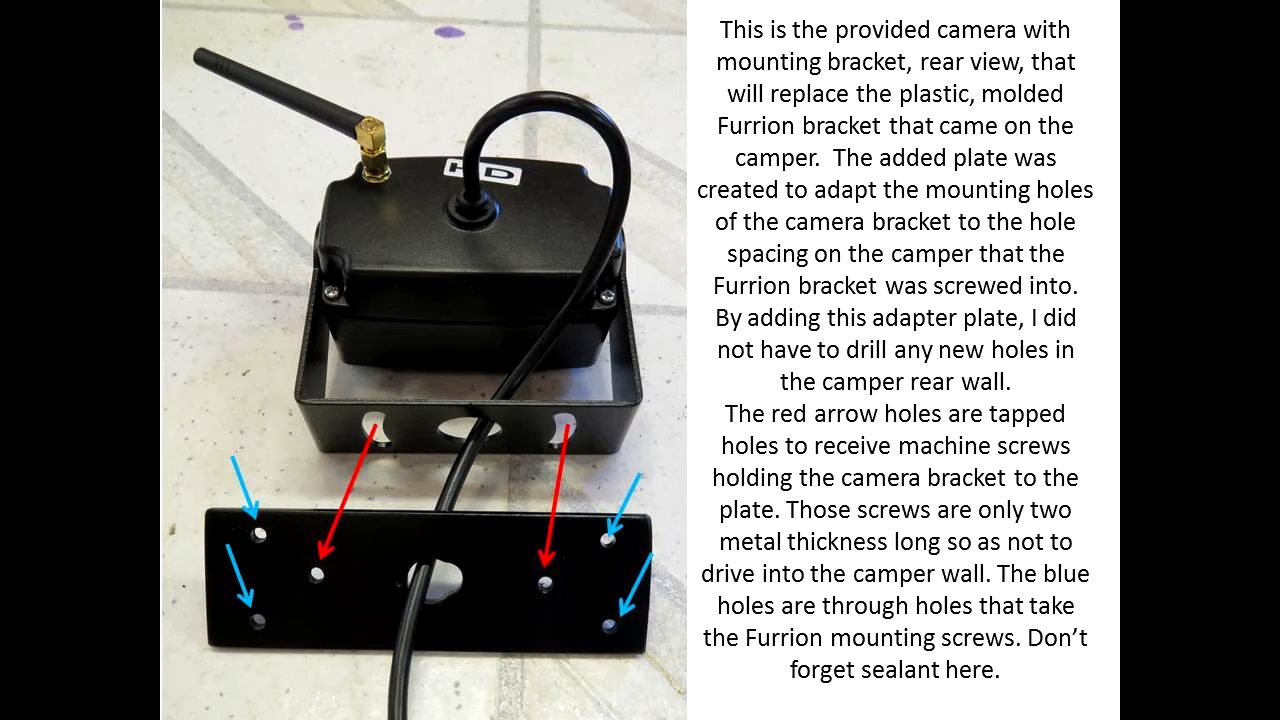 HD
This is the provided camera with
mounting bracket, rear view, that
will replace the plastic, molded
Furrion bracket that came on the
camper.  The added plate was
created to adapt the mounting holes
of the camera bracket to the hole
spacing on the camper that the
Furrion bracket was screwed into.
By adding this adapter plate, I did
not have to drill any new holes in
the camper rear wall.
The red arrow holes are tapped
holes to receive machine screws
holding the camera bracket to the
plate. Those screws are only two
metal thickness long so as not to
drive into the camper wall. The blue
holes are through holes that take
the Furrion mounting screws. Don’t
forget sealant here.